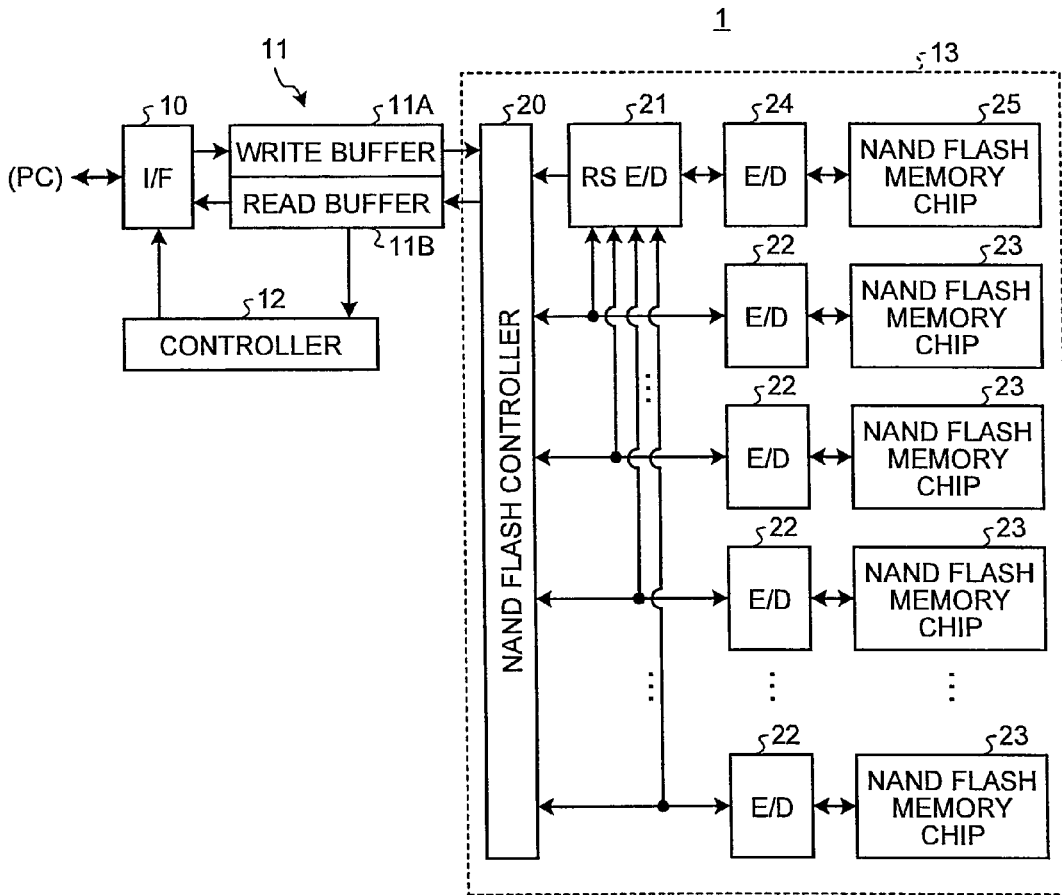 1
13
11
10
11A
20
21
24
25
(PC)
I/F
WRITE BUFFER
READ BUFFER
11B
RS E/D
E/D
NAND FLASH
MEMORY
CHIP
12
CONTROLLER
NAND FLASH CONTROLLER
22
23
E/D
NAND FLASH
MEMORY
CHIP
22
23
E/D
NAND FLASH
MEMORY
CHIP
22
23
E/D
NAND FLASH
MEMORY
CHIP
22
23
E/D
NAND FLASH
MEMORY
CHIP